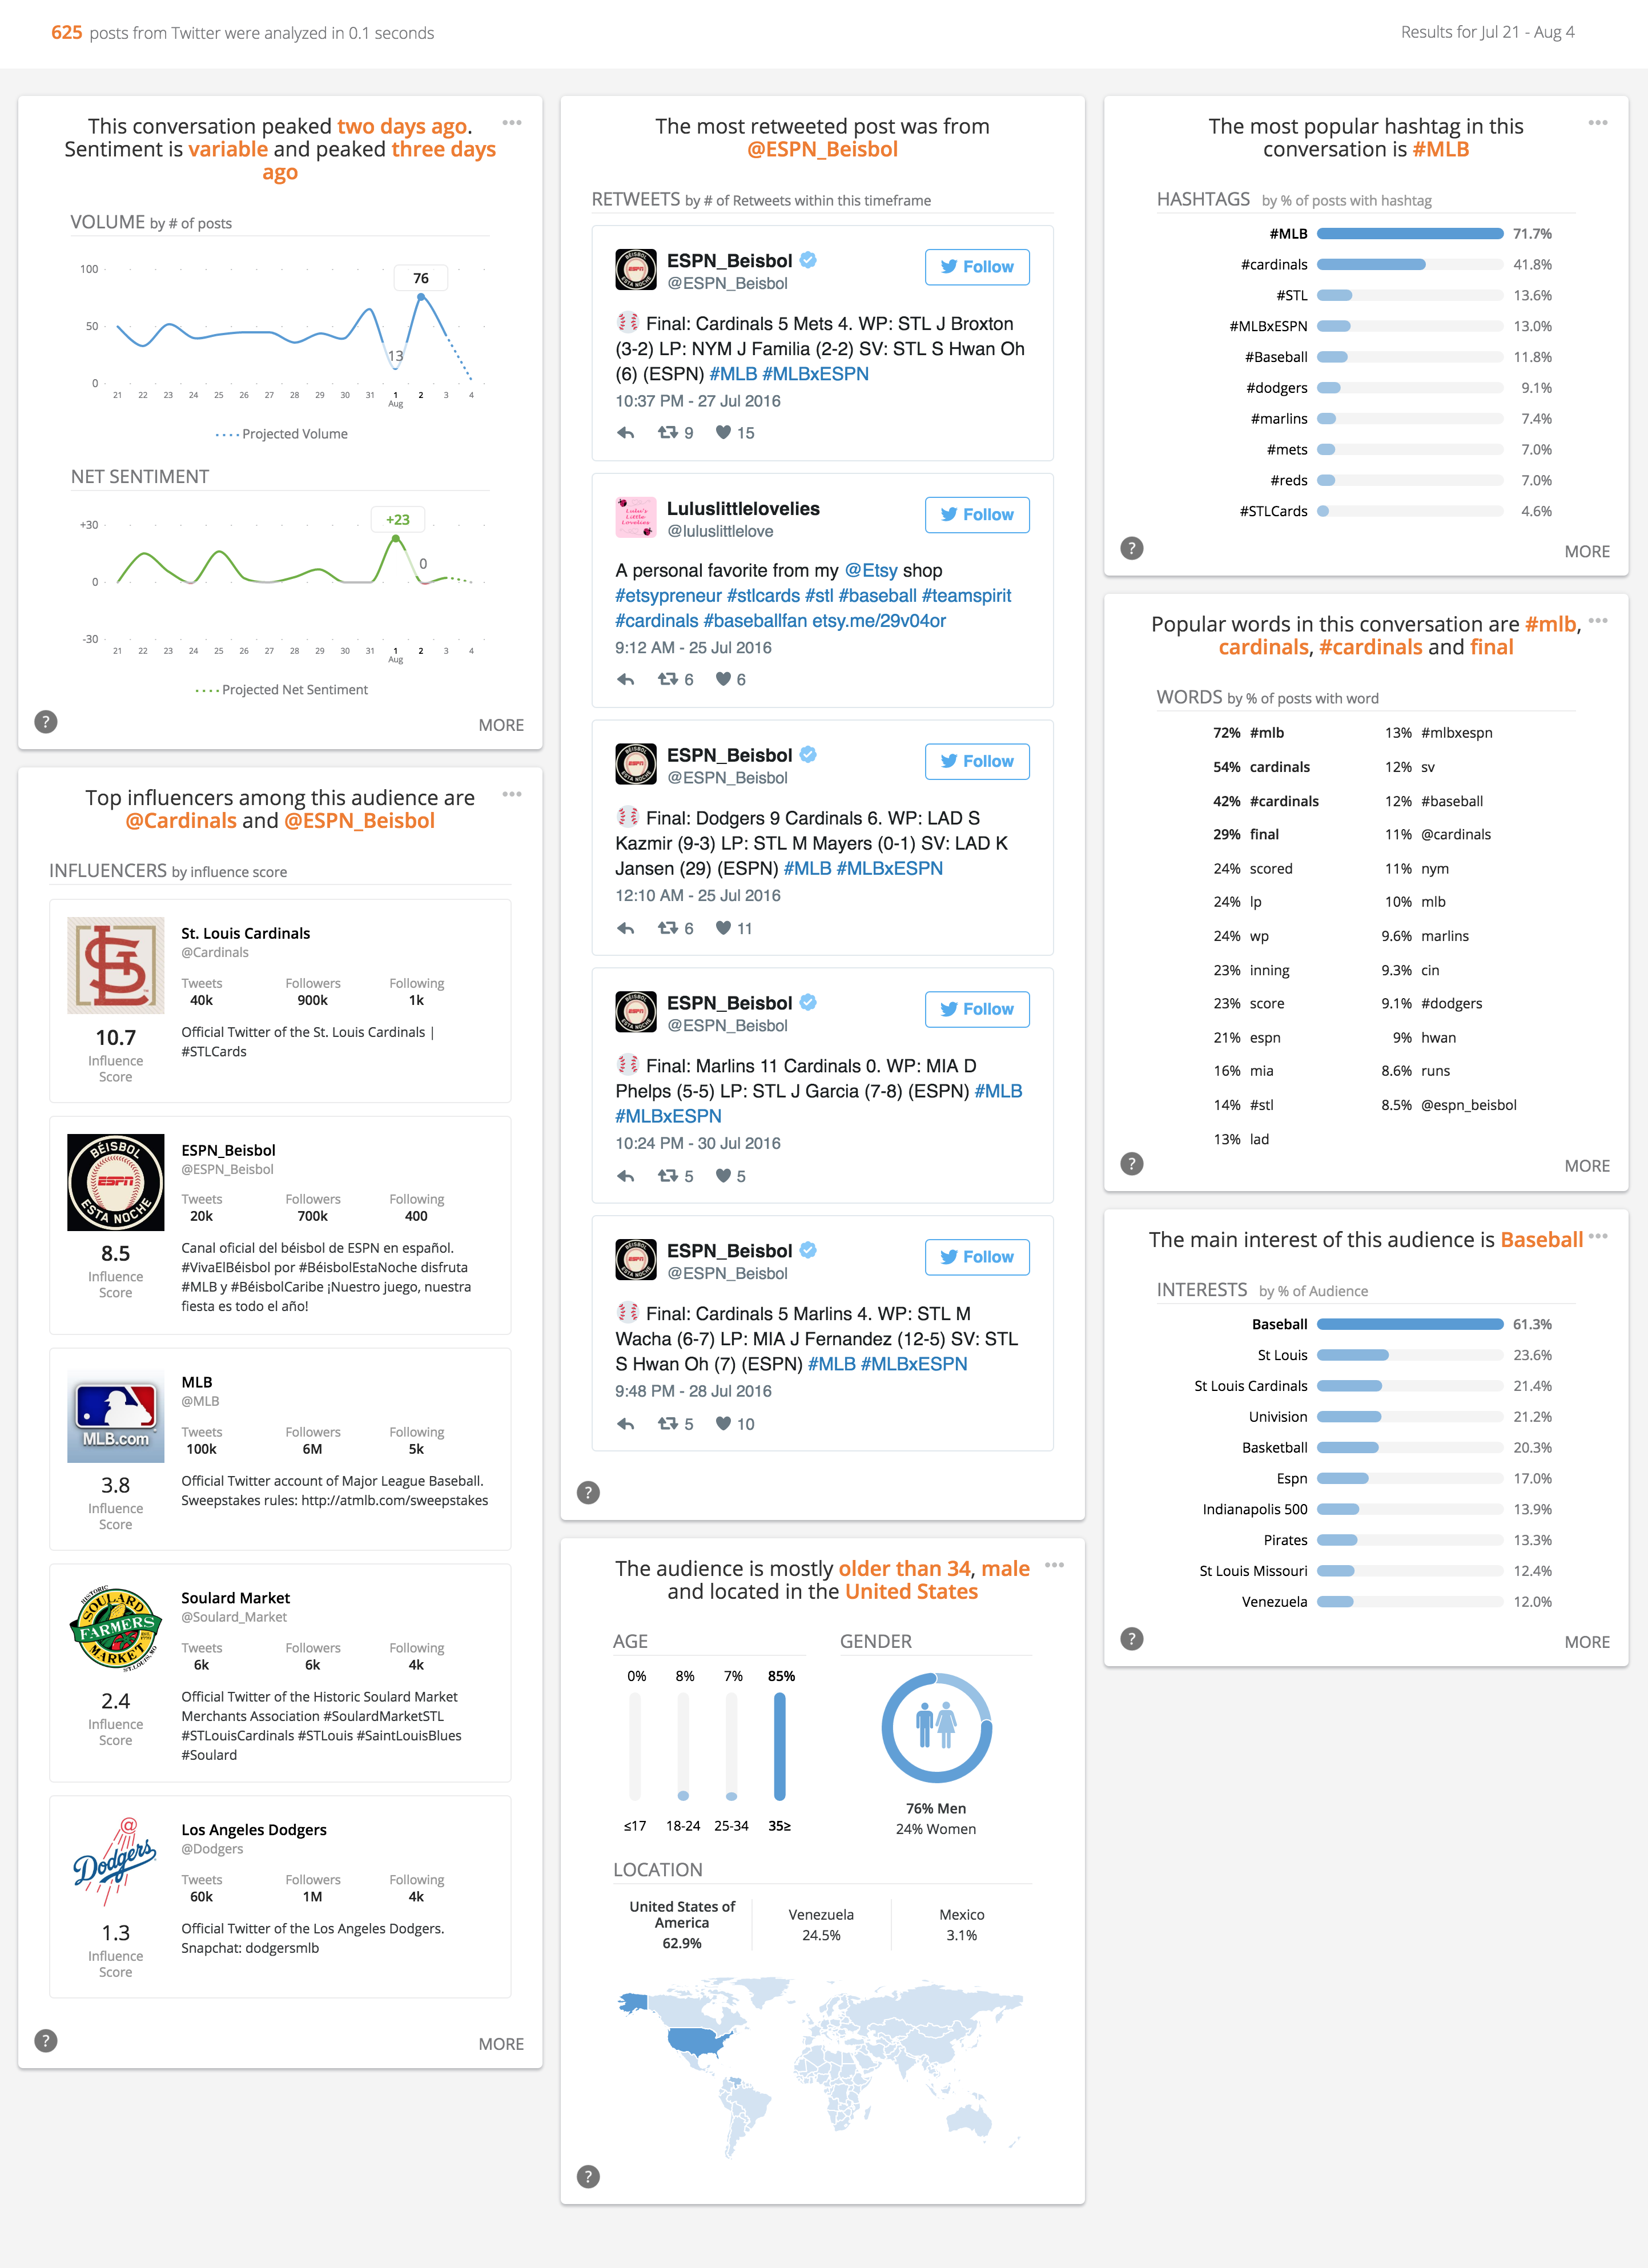 625 posts from Twitter were analyzed in 0.1 seconds
Results for Jul 21 - Aug 4
This conversation peaked two days ago.
Sentiment is variable and peaked three days
ago
VOLUME by # of posts
100
76
50
13
0
21 22 23 24 25 26 27 28 29 30 31 1 2 3 4
Aug
Projected Volume
NET SENTIMENT
+30
+23
0
0
-30
21 22 23 24 25 26 27 28 29 30 31 1 2 3 4
Aug
Projected Net Sentiment
?
MORE
Top influencers among this audience are
@Cardinals and @ESPN_Beisbol
INFLUENCERS by influence score
St. Louis Cardinals
@Cardinals
Tweets Followers Following
40k 900k 1k
10.7
Influence
Score
Official Twitter of the St. Louis Cardinals |
#STLCards
BÉISBOL
ESPN
ESTA NOCHE
ESPN_Beisbol
@ESPN_Beisbol
Tweets Followers Following
20k 700k 400
8.5
Influence
Score
Canal oficial del béisbol de ESPN en español.
#VivaElBéisbol por #BéisbolEstaNoche disfruta
#MLB y #BéisbolCaribe ¡Nuestro juego, nuestra
fiesta es todo el año!
MLB.com
MLB
@MLB
Tweets Followers Following
100k 6M 5k
3.8
Influence
Score
Official Twitter account of Major League Baseball.
Sweepstakes rules: http://atmlb.com/sweepstakes
HISTORIC
SOULARD
FARMERS
MARKET
ST. LOUIS, MO
Soulard Market
@Soulard_Market
Tweets Followers Following
6k 6k 4k
2.4
Influence
Score
Official Twitter of the Historic Soulard Market
Merchants Association #SoulardMarketSTL
#STLouisCardinals #STLouis #SaintLouisBlues
#Soulard
@
Dodgers
Los Angeles Dodgers
@Dodgers
Tweets Followers Following
60k 1M 4k
1.3
Influence
Score
Official Twitter of the Los Angeles Dodgers.
Snapchat: dodgersmlb
?
MORE
The most retweeted post was from
@ESPN_Beisbol
RETWEETS by # of Retweets within this timeframe
ESPN_Beisbol
@ESPN_Beisbol
Follow
Final: Cardinals 5 Mets 4. WP: STL J Broxton
(3-2) LP: NYM J Familia (2-2) SV: STL S Hwan Oh
(6) (ESPN) #MLB #MLBxESPN
10:37 PM - 27 Jul 2016
9 15
Lulu's
Little
Lovelies
Luluslittlelovelies
@luluslittlelove
Follow
A personal favorite from my @Etsy shop
#etsypreneur #stlcards #stl #baseball #teamspirit
#cardinals #baseballfan etsy.me/29v04or
9:12 AM - 25 Jul 2016
6 6
ESPN_Beisbol
@ESPN_Beisbol
Follow
Final: Dodgers 9 Cardinals 6. WP: LAD S
Kazmir (9-3) LP: STL M Mayers (0-1) SV: LAD K
Jansen (29) (ESPN) #MLB #MLBxESPN
12:10 AM - 25 Jul 2016
6 11
ESPN_Beisbol
@ESPN_Beisbol
Follow
Final: Marlins 11 Cardinals 0. WP: MIA D
Phelps (5-5) LP: STL J Garcia (7-8) (ESPN) #MLB
#MLBxESPN
10:24 PM - 30 Jul 2016
5 5
ESPN_Beisbol
@ESPN_Beisbol
Follow
Final: Cardinals 5 Marlins 4. WP: STL M
Wacha (6-7) LP: MIA J Fernandez (12-5) SV: STL
S Hwan Oh (7) (ESPN) #MLB #MLBxESPN
9:48 PM - 28 Jul 2016
5 10
?
The audience is mostly older than 34, male
and located in the United States
AGE
0% 8% 7% 85%
≤17 18-24 25-34 35≥
GENDER
76% Men
24% Women
LOCATION
United States of
America
62.9%
Venezuela
24.5%
Mexico
3.1%
?
The most popular hashtag in this
conversation is #MLB
HASHTAGS by % of posts with hashtag
#MLB 71.7%
#cardinals 41.8%
#STL 13.6%
#MLBxESPN 13.0%
#Baseball 11.8%
#dodgers 9.1%
#marlins 7.4%
#mets 7.0%
#reds 7.0%
#STLCards 4.6%
?
MORE
Popular words in this conversation are #mlb,
cardinals, #cardinals and final
WORDS by % of posts with word
72% #mlb 13% #mlbxespn
54% cardinals 12% sv
42% #cardinals 12% #baseball
29% final 11% @cardinals
24% scored 11% nym
24% lp 10% mlb
24% wp 9.6% marlins
23% inning 9.3% cin
23% score 9.1% #dodgers
21% espn 9% hwan
16% mia 8.6% runs
14% #stl 8.5% @espn_beisbol
13% lad
?
MORE
The main interest of this audience is Baseball
INTERESTS by % of Audience
Baseball 61.3%
St Louis 23.6%
St Louis Cardinals 21.4%
Univision 21.2%
Basketball 20.3%
Espn 17.0%
Indianapolis 500 13.9%
Pirates 13.3%
St Louis Missouri 12.4%
Venezuela 12.0%
?
MORE